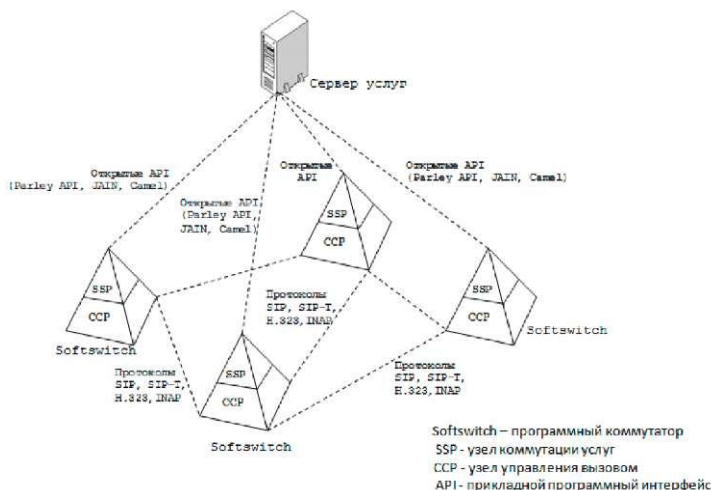 Сервер услуг
Открытые API
(Parley API, JAIN, Camel)
Открытые API
(Parley API,
JAIN, Camel)
Открытые
API
Открытые API
(Parley API, JAIN, Camel)
SSP
CCP
SSP
CCP
Softswitch
SSP
CCP
Softswitch
Протоколы
SIP, SIP-T,
H.323, INAP
Протоколы
SIP, SIP-T,
H.323, INAP
SSP
CCP
Softswitch
Протоколы
SIP, SIP-T,
H.323, INAP
Softswitch – программный коммутатор
SSP - узел коммутации услуг
CCP - узел управления вызовом
API - прикладной программный интерфейс